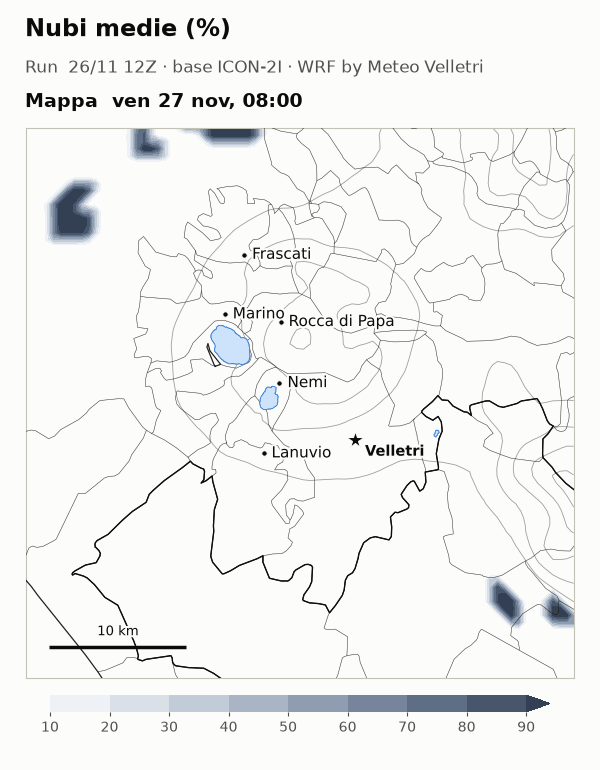 Nubi medie (%)
Run  26/11 12Z · base ICON-2I · WRF by Meteo Velletri
Mappa  ven 27 nov, 08:00
Frascati
Marino
Rocca di Papa
Nemi
Velletri
Lanuvio
10 km
10 20 30 40 50 60 70 80 90